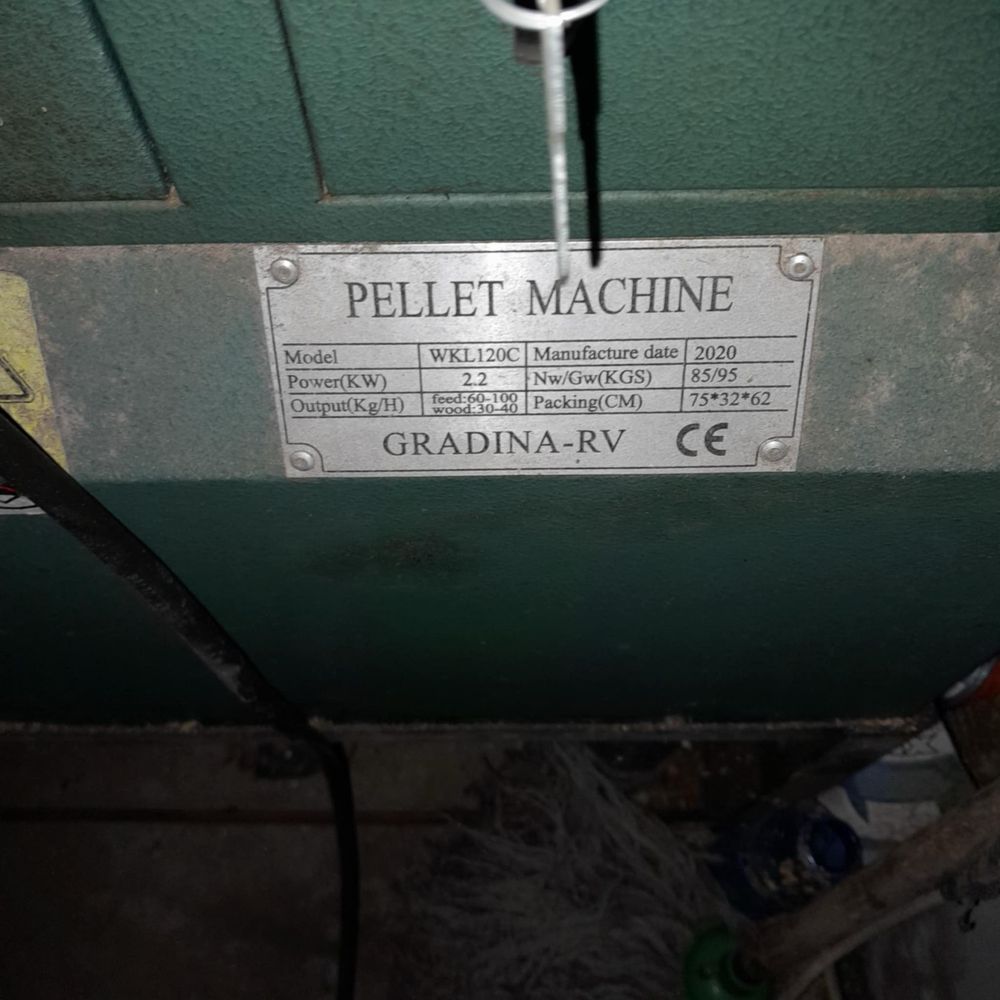 PELLET MACHINE
Model WKL120C Manufacture date 2020
Power(KW) 2.2 Nw/Gw(KGS) 85/95
Output(Kg/H) feed:60-100 wood:30-40 Packing(CM) 75*32*62
GRADINA-RV CE